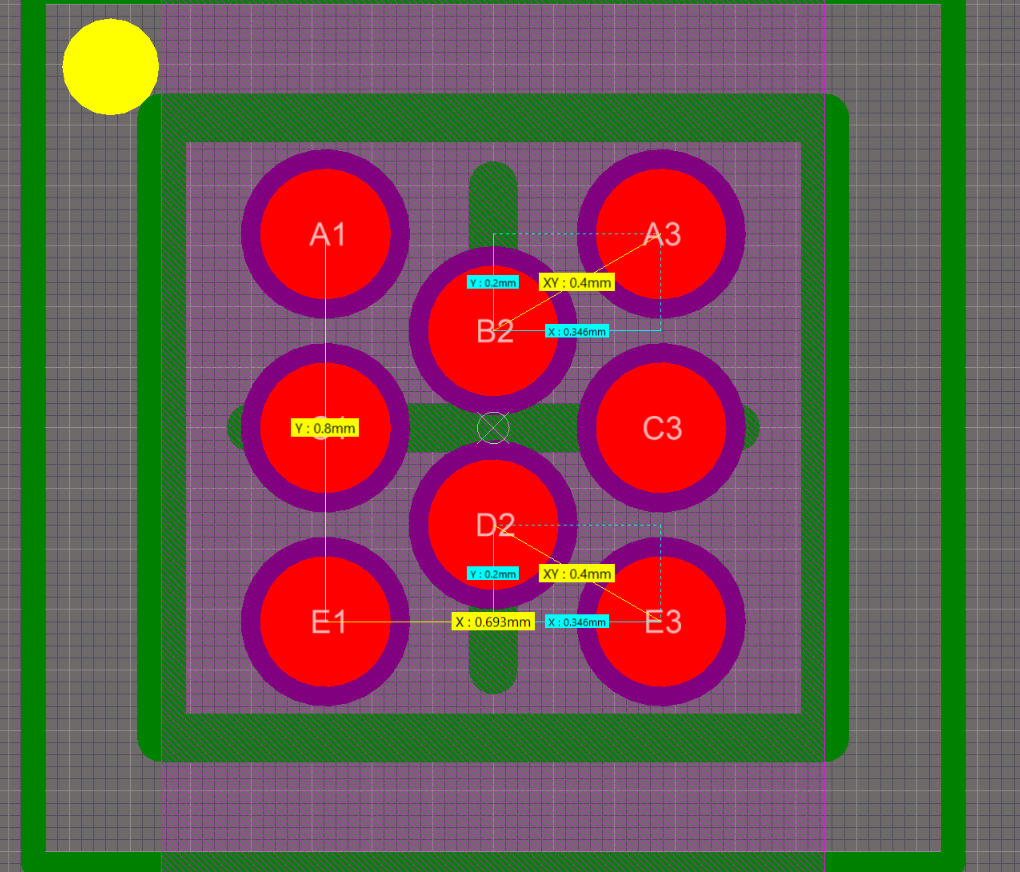 A1
A3
Y : 0.2mm
XY : 0.4mm
B2
X : 0.346mm
Y : 0.8mm
C3
D2
Y : 0.2mm
XY : 0.4mm
E1
X : 0.693mm
X : 0.346mm
E3